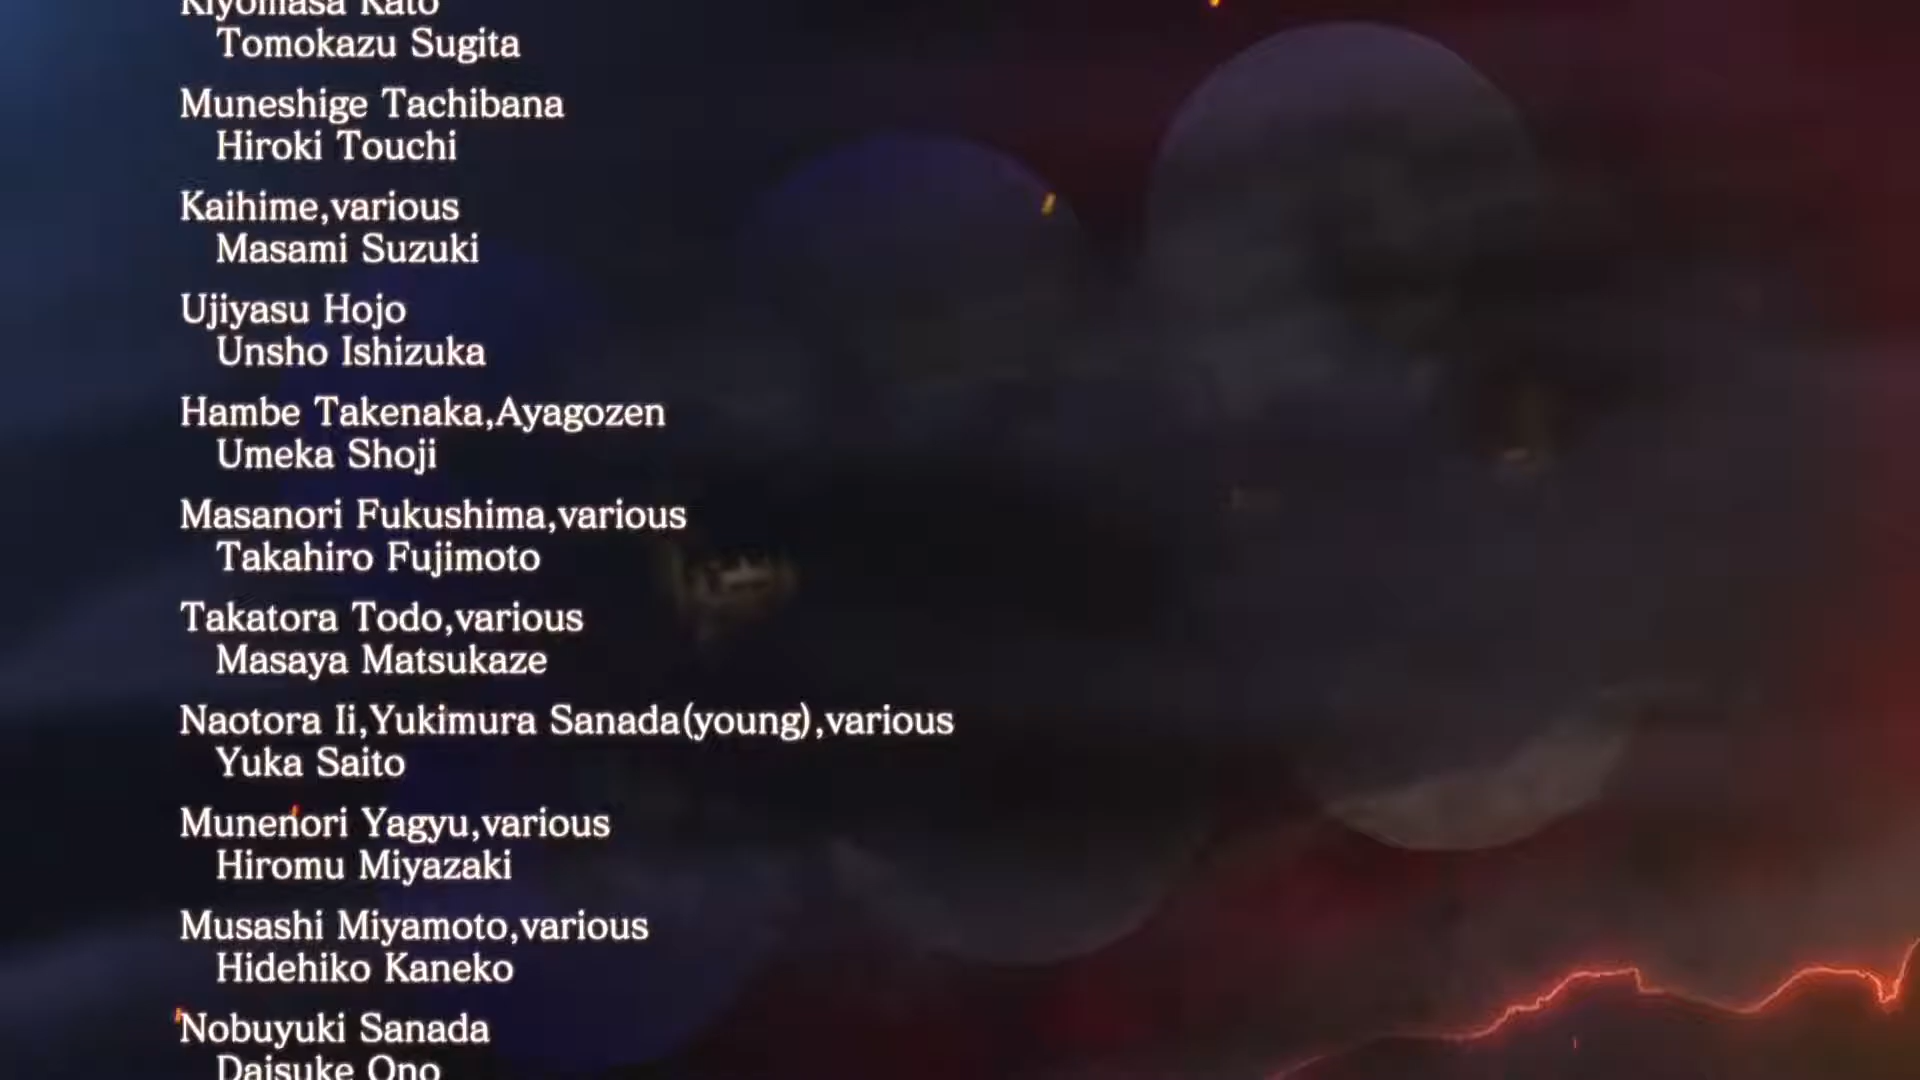 Kiyomasa Kato
Tomokazu Sugita
Muneshige Tachibana
Hiroki Touchi
Kaihime,various
Masami Suzuki
Ujiyasu Hojo
Unsho Ishizuka
Hambe Takenaka,Ayagozen
Umeka Shoji
Masanori Fukushima,various
Takahiro Fujimoto
Takatora Todo,various
Masaya Matsukaze
Naotora Ii,Yukimura Sanada(young),various
Yuka Saito
Munenori Yagyu,various
Hiromu Miyazaki
Musashi Miyamoto,various
Hidehiko Kaneko
Nobuyuki Sanada
Daisuke Ono